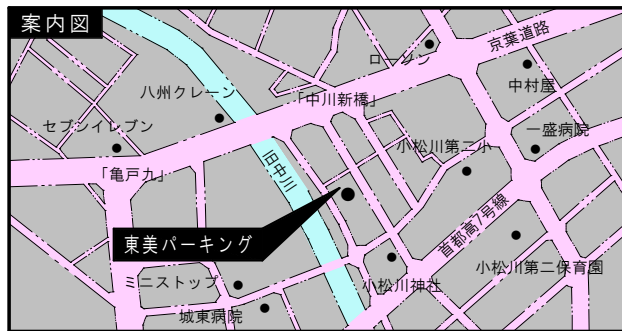 案内図
ローソン
京葉道路
中村屋
八州クレーン
「中川新橋」
セブンイレブン
一盛病院
小松川第二小
旧中川
「亀戸九」
首都高7号線
東美パーキング
小松川第二保育園
ミニストップ
小松川神社
城東病院